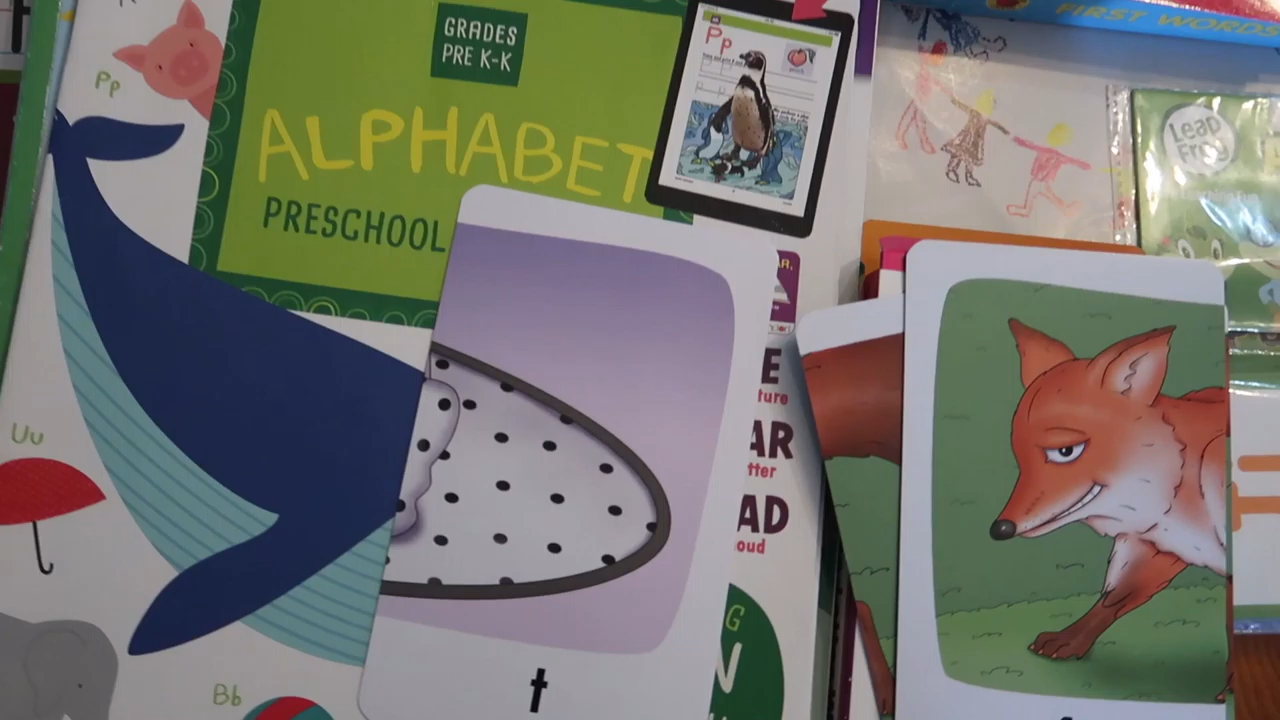 Pp
Uu
Bb
GRADES
PRE K-K
ALPHABET
PRESCHOOL
Pp
t
FIRST WORDS
Leap
Frog
E
ture
AR
tter
AD
oud
G